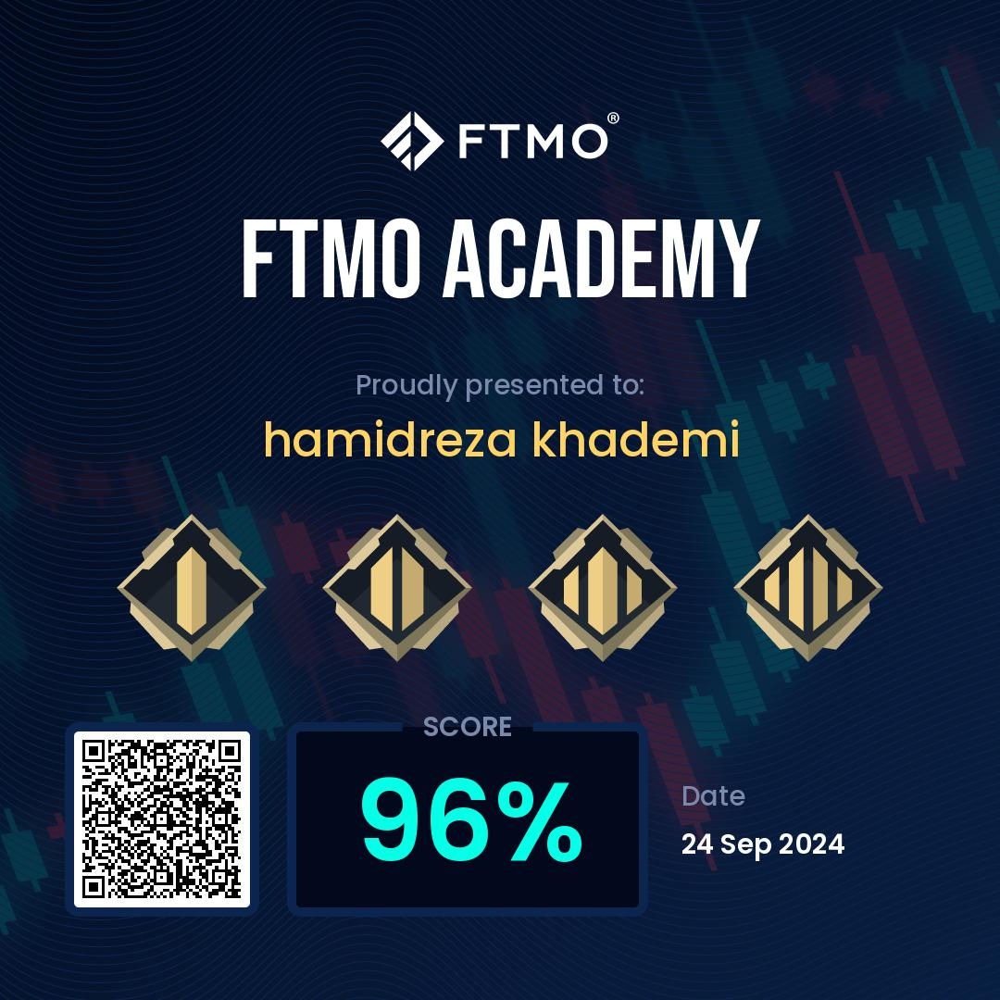 FTMO®
FTMO ACADEMY
Proudly presented to:
hamidreza khademi
SCORE
96%
Date
24 Sep 2024